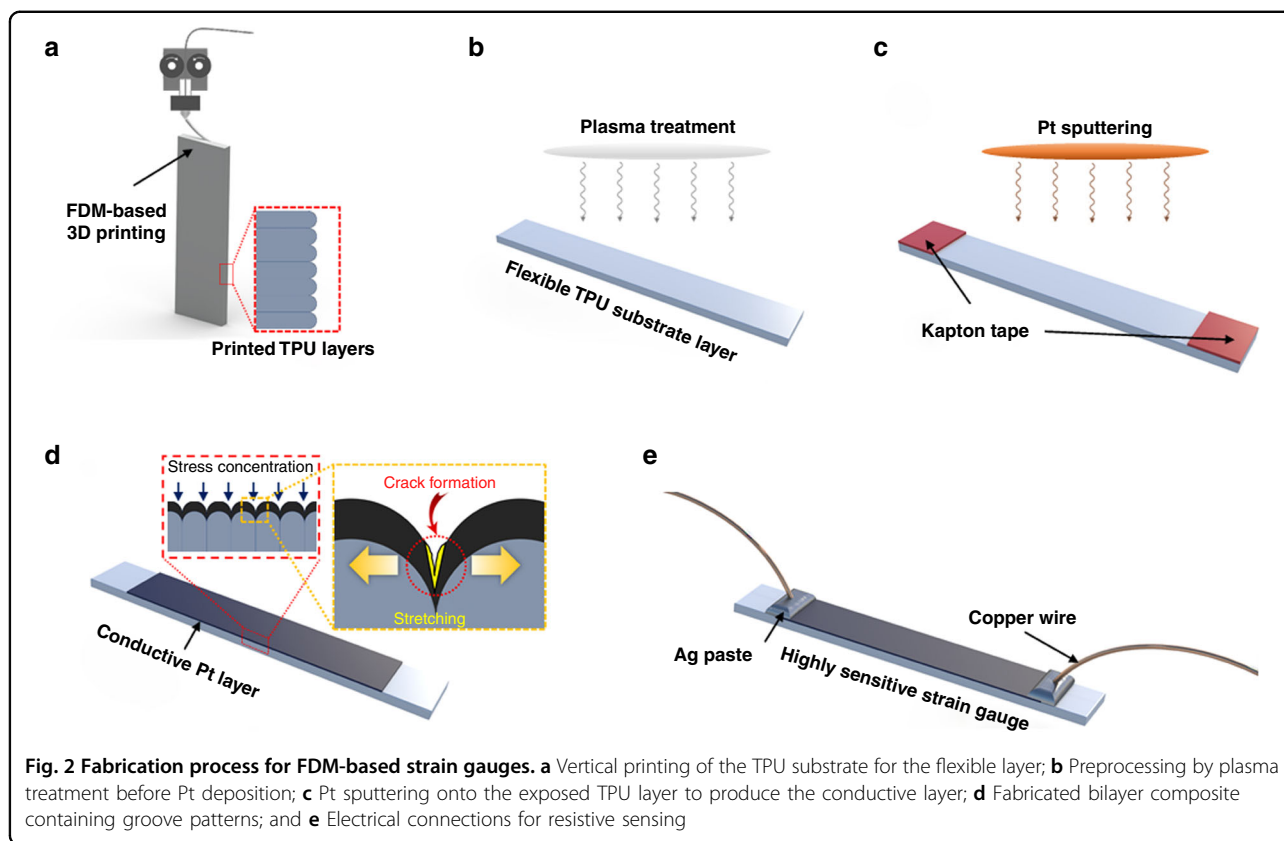 a
FDM-based
3D printing
Printed TPU layers
b
Plasma treatment
Flexible TPU substrate layer
c
Pt sputtering
Kapton tape
d
Stress concentration
Crack formation
Stretching
Conductive Pt layer
e
Copper wire
Ag paste
Highly sensitive strain gauge
Fig. 2 Fabrication process for FDM-based strain gauges. a Vertical printing of the TPU substrate for the flexible layer; b Preprocessing by plasma
treatment before Pt deposition; c Pt sputtering onto the exposed TPU layer to produce the conductive layer; d Fabricated bilayer composite
containing groove patterns; and e Electrical connections for resistive sensing